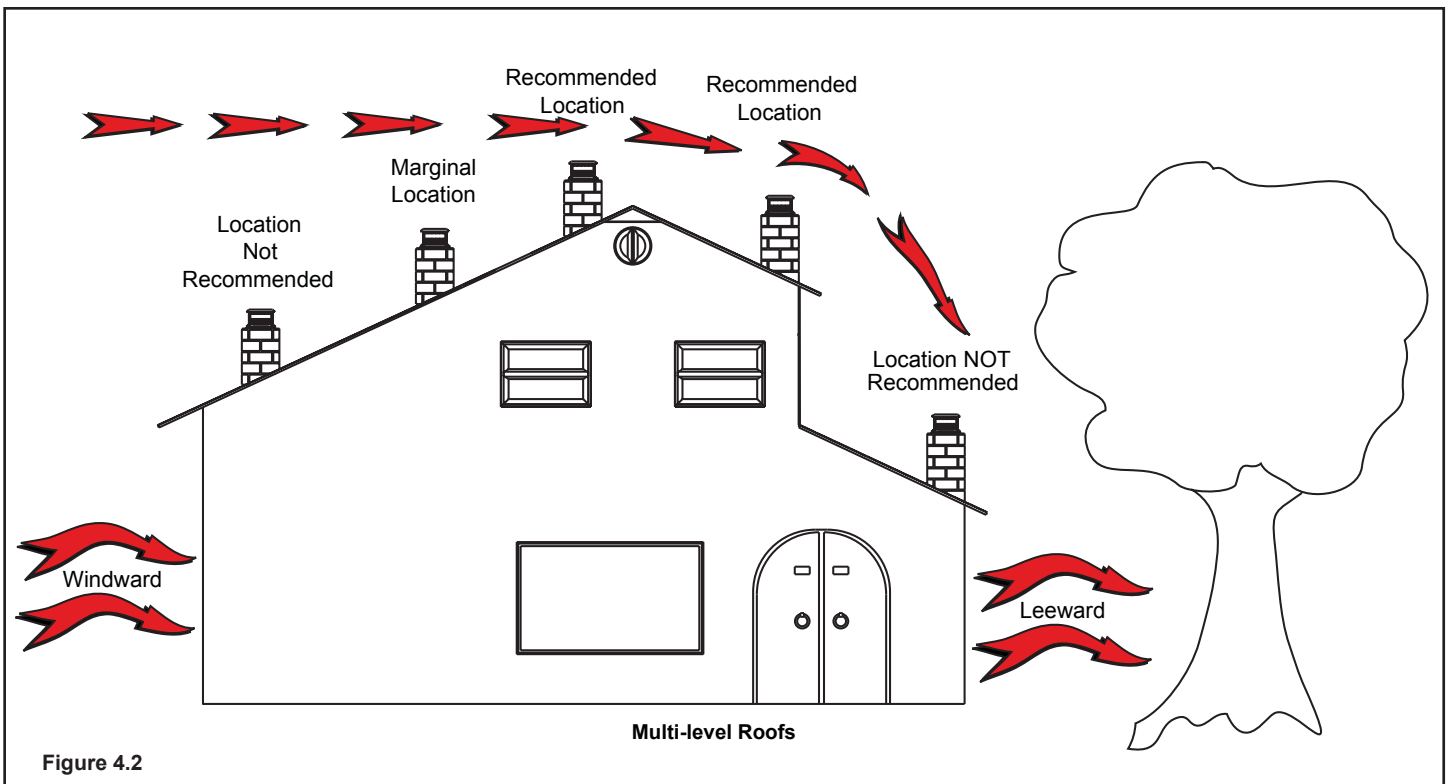 Recommended
Location
Recommended
Location
Marginal
Location
Location
Not
Recommended
Location NOT
Recommended
Windward
Leeward
Multi-level Roofs
Figure 4.2